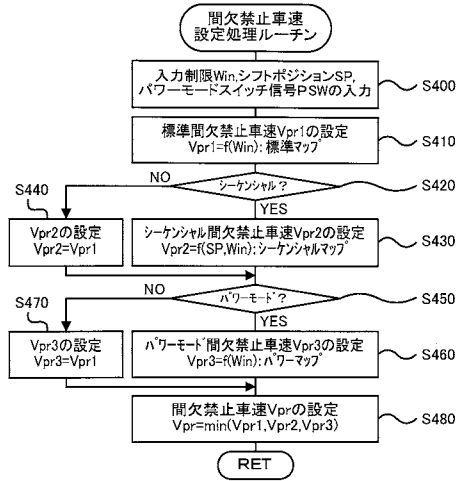 間欠禁止車速
設定処理ルーチン
入力制限Win,シフトポジションSP,
パワーモードスイッチ信号PSWの入力
S400
標準間欠禁止車速Vpr1の設定
Vpr1=f(Win):標準マップ
S410
シーケンシャル?
S420
NO
YES
S440
Vpr2の設定
Vpr2=Vpr1
シーケンシャル間欠禁止車速Vpr2の設定
Vpr2=f(SP,Win):シーケンシャルマップ
S430
パワーモード?
S450
NO
YES
S470
Vpr3の設定
Vpr3=Vpr1
パワーモード間欠禁止車速Vpr3の設定
Vpr3=f(Win):パワーマップ
S460
間欠禁止車速Vprの設定
Vpr=min(Vpr1,Vpr2,Vpr3)
S480
RET